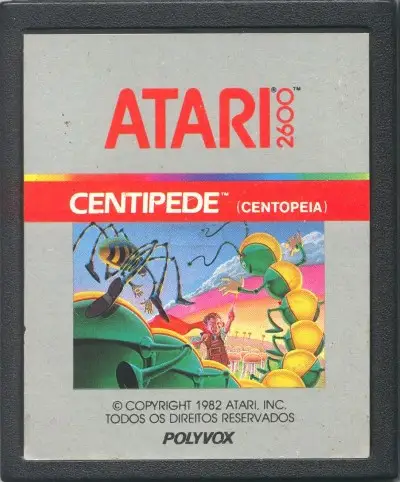 ATARI® 2600™
CENTIPEDE™ (CENTOPEIA)
© COPYRIGHT 1982 ATARI, INC.
TODOS OS DIREITOS RESERVADOS
POLYVOX